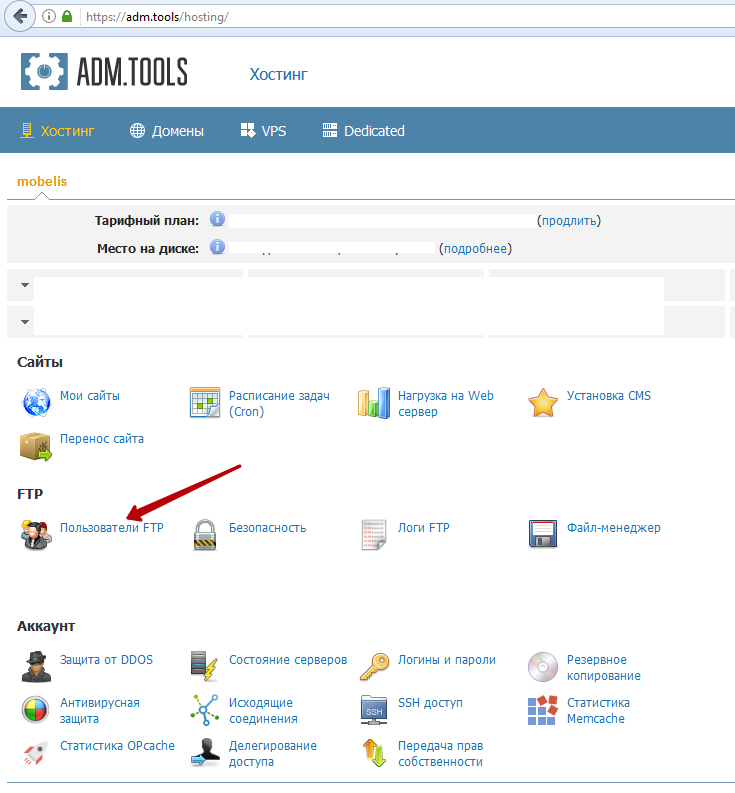 https://adm.tools/hosting/
ADM.TOOLS
Хостинг
Хостинг
Домены
VPS
Dedicated
mobelis
Тарифный план: (продлить)
Место на диске: (подробнее)
Сайты
Мои сайты
Расписание задач
(Cron)
Нагрузка на Web
сервер
Установка CMS
Перенос сайта
FTP
Пользователи FTP
Безопасность
Логи FTP
Файл-менеджер
Аккаунт
Защита от DDOS
Состояние серверов
Логины и пароли
Резервное
копирование
Антивирусная
защита
Исходящие
соединения
SSH
SSH доступ
Статистика
Memcache
Статистика OPcache
Делегирование
доступа
Передача прав
собственности